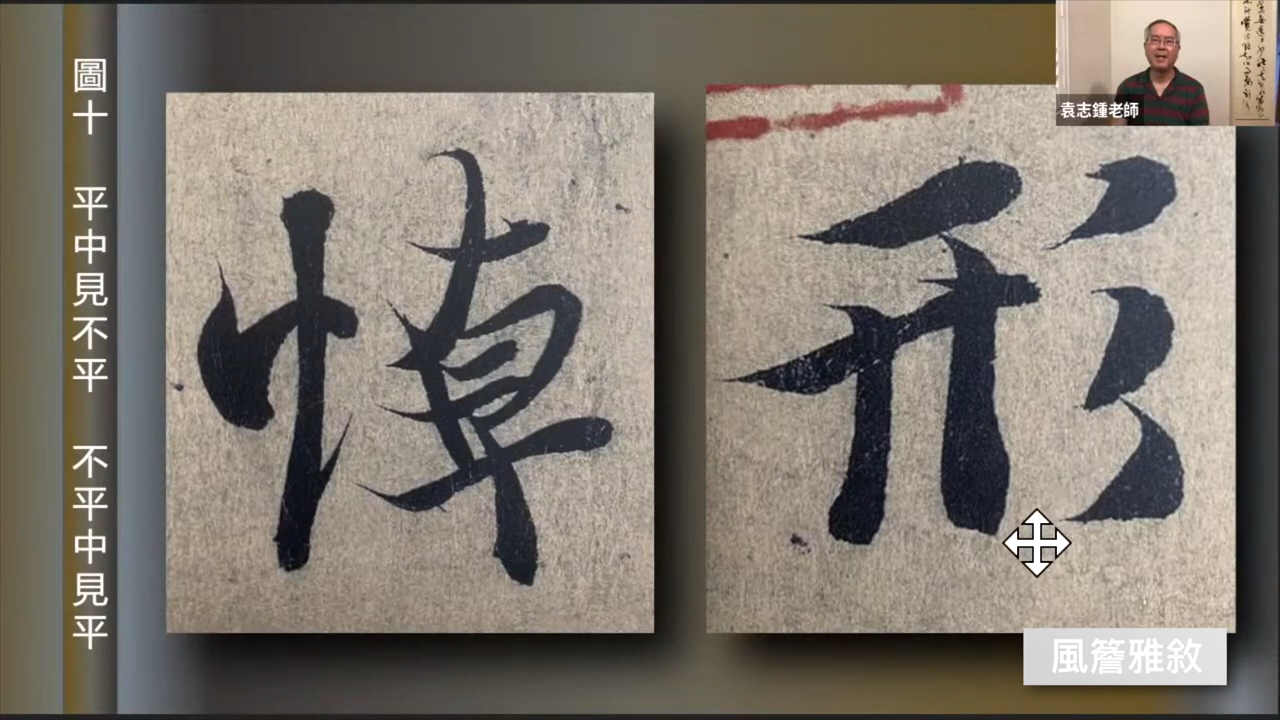 圖十 平中見不平 不平中見平
悼
形
袁志鍾老師
風簷雅敘